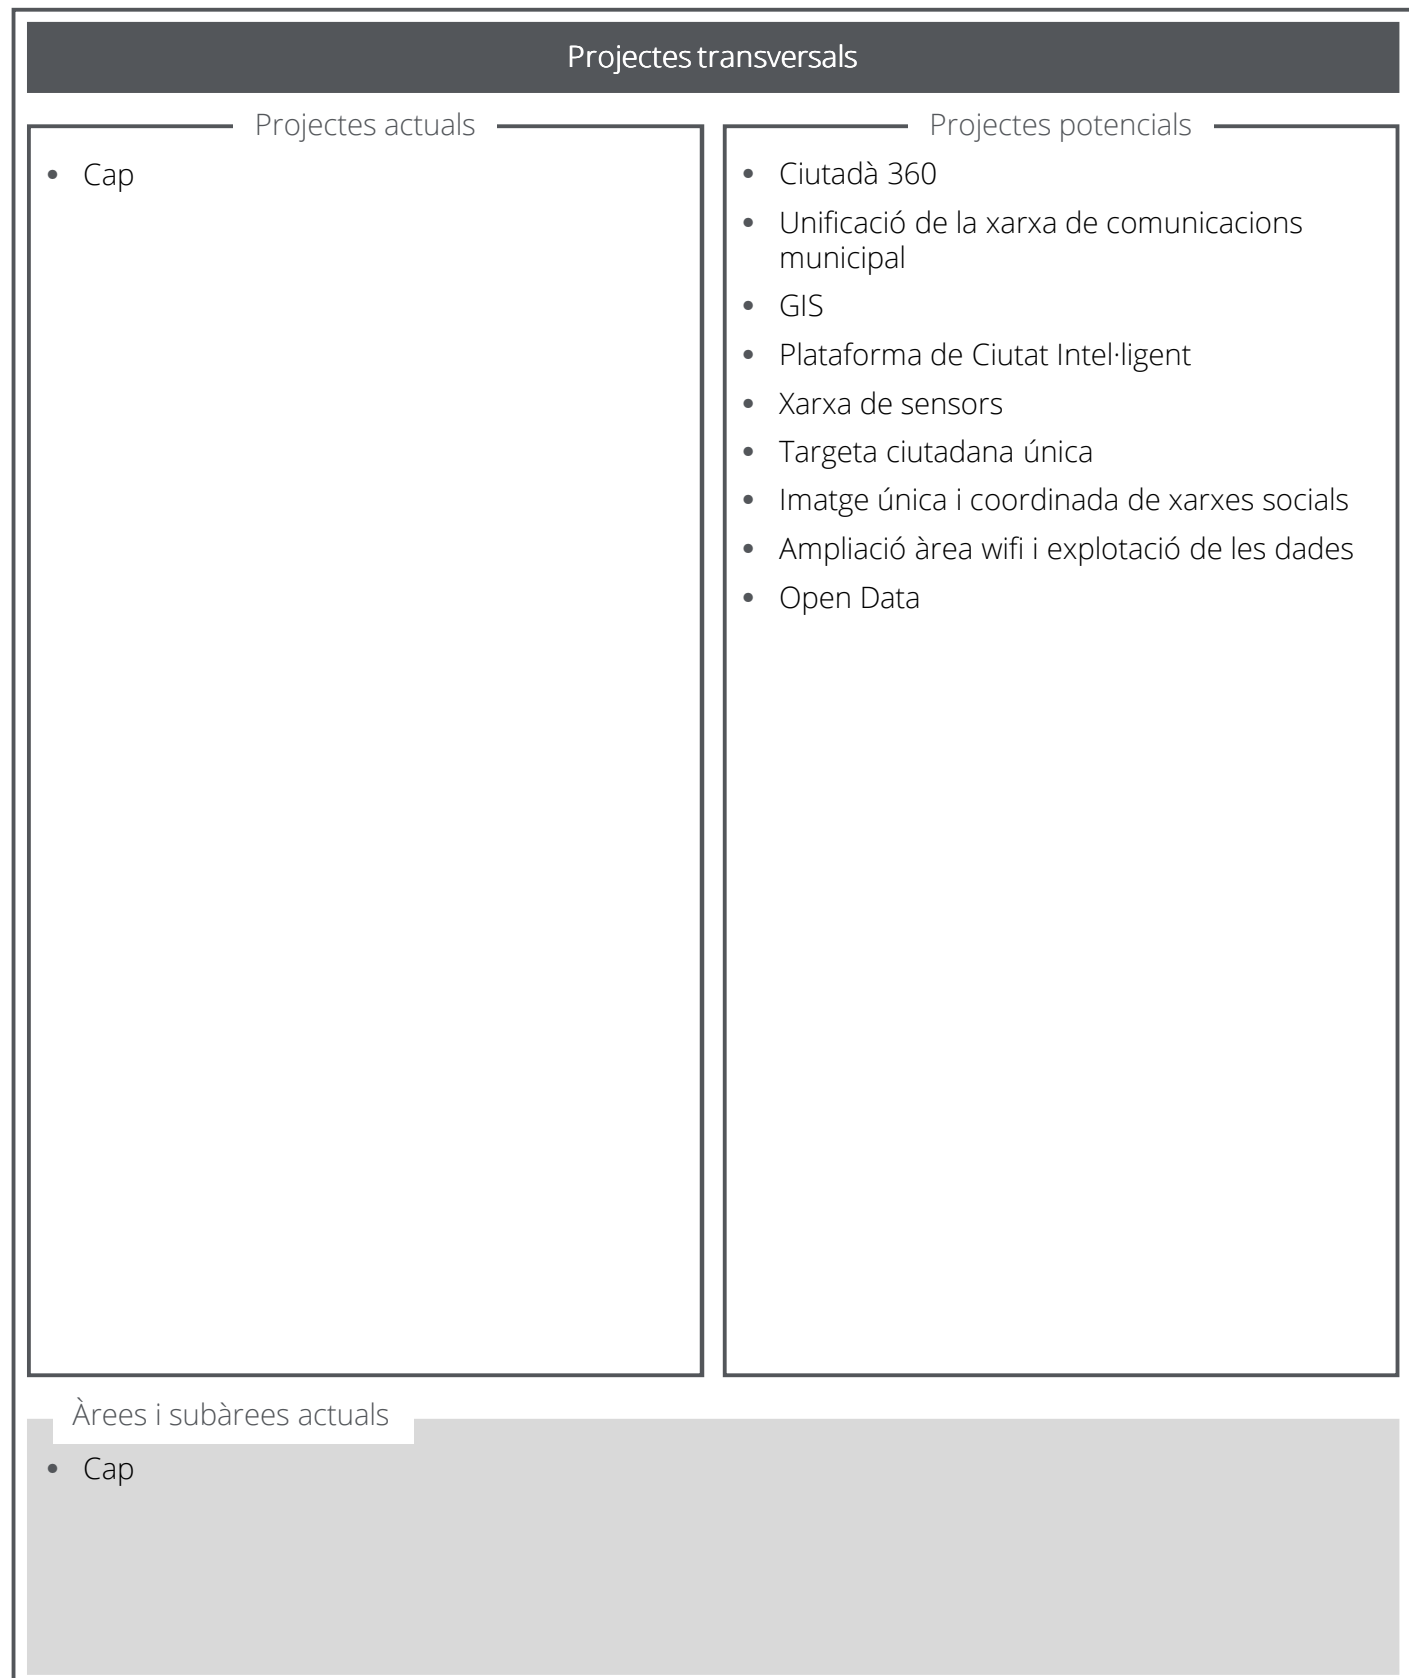 Projectes transversals
Projectes actuals
• Cap
Projectes potencials
• Ciutadà 360
• Unificació de la xarxa de comunicacions
municipal
• GIS
• Plataforma de Ciutat Intel·ligent
• Xarxa de sensors
• Targeta ciutadana única
• Imatge única i coordinada de xarxes socials
• Ampliació àrea wifi i explotació de les dades
• Open Data
Àrees i subàrees actuals
• Cap